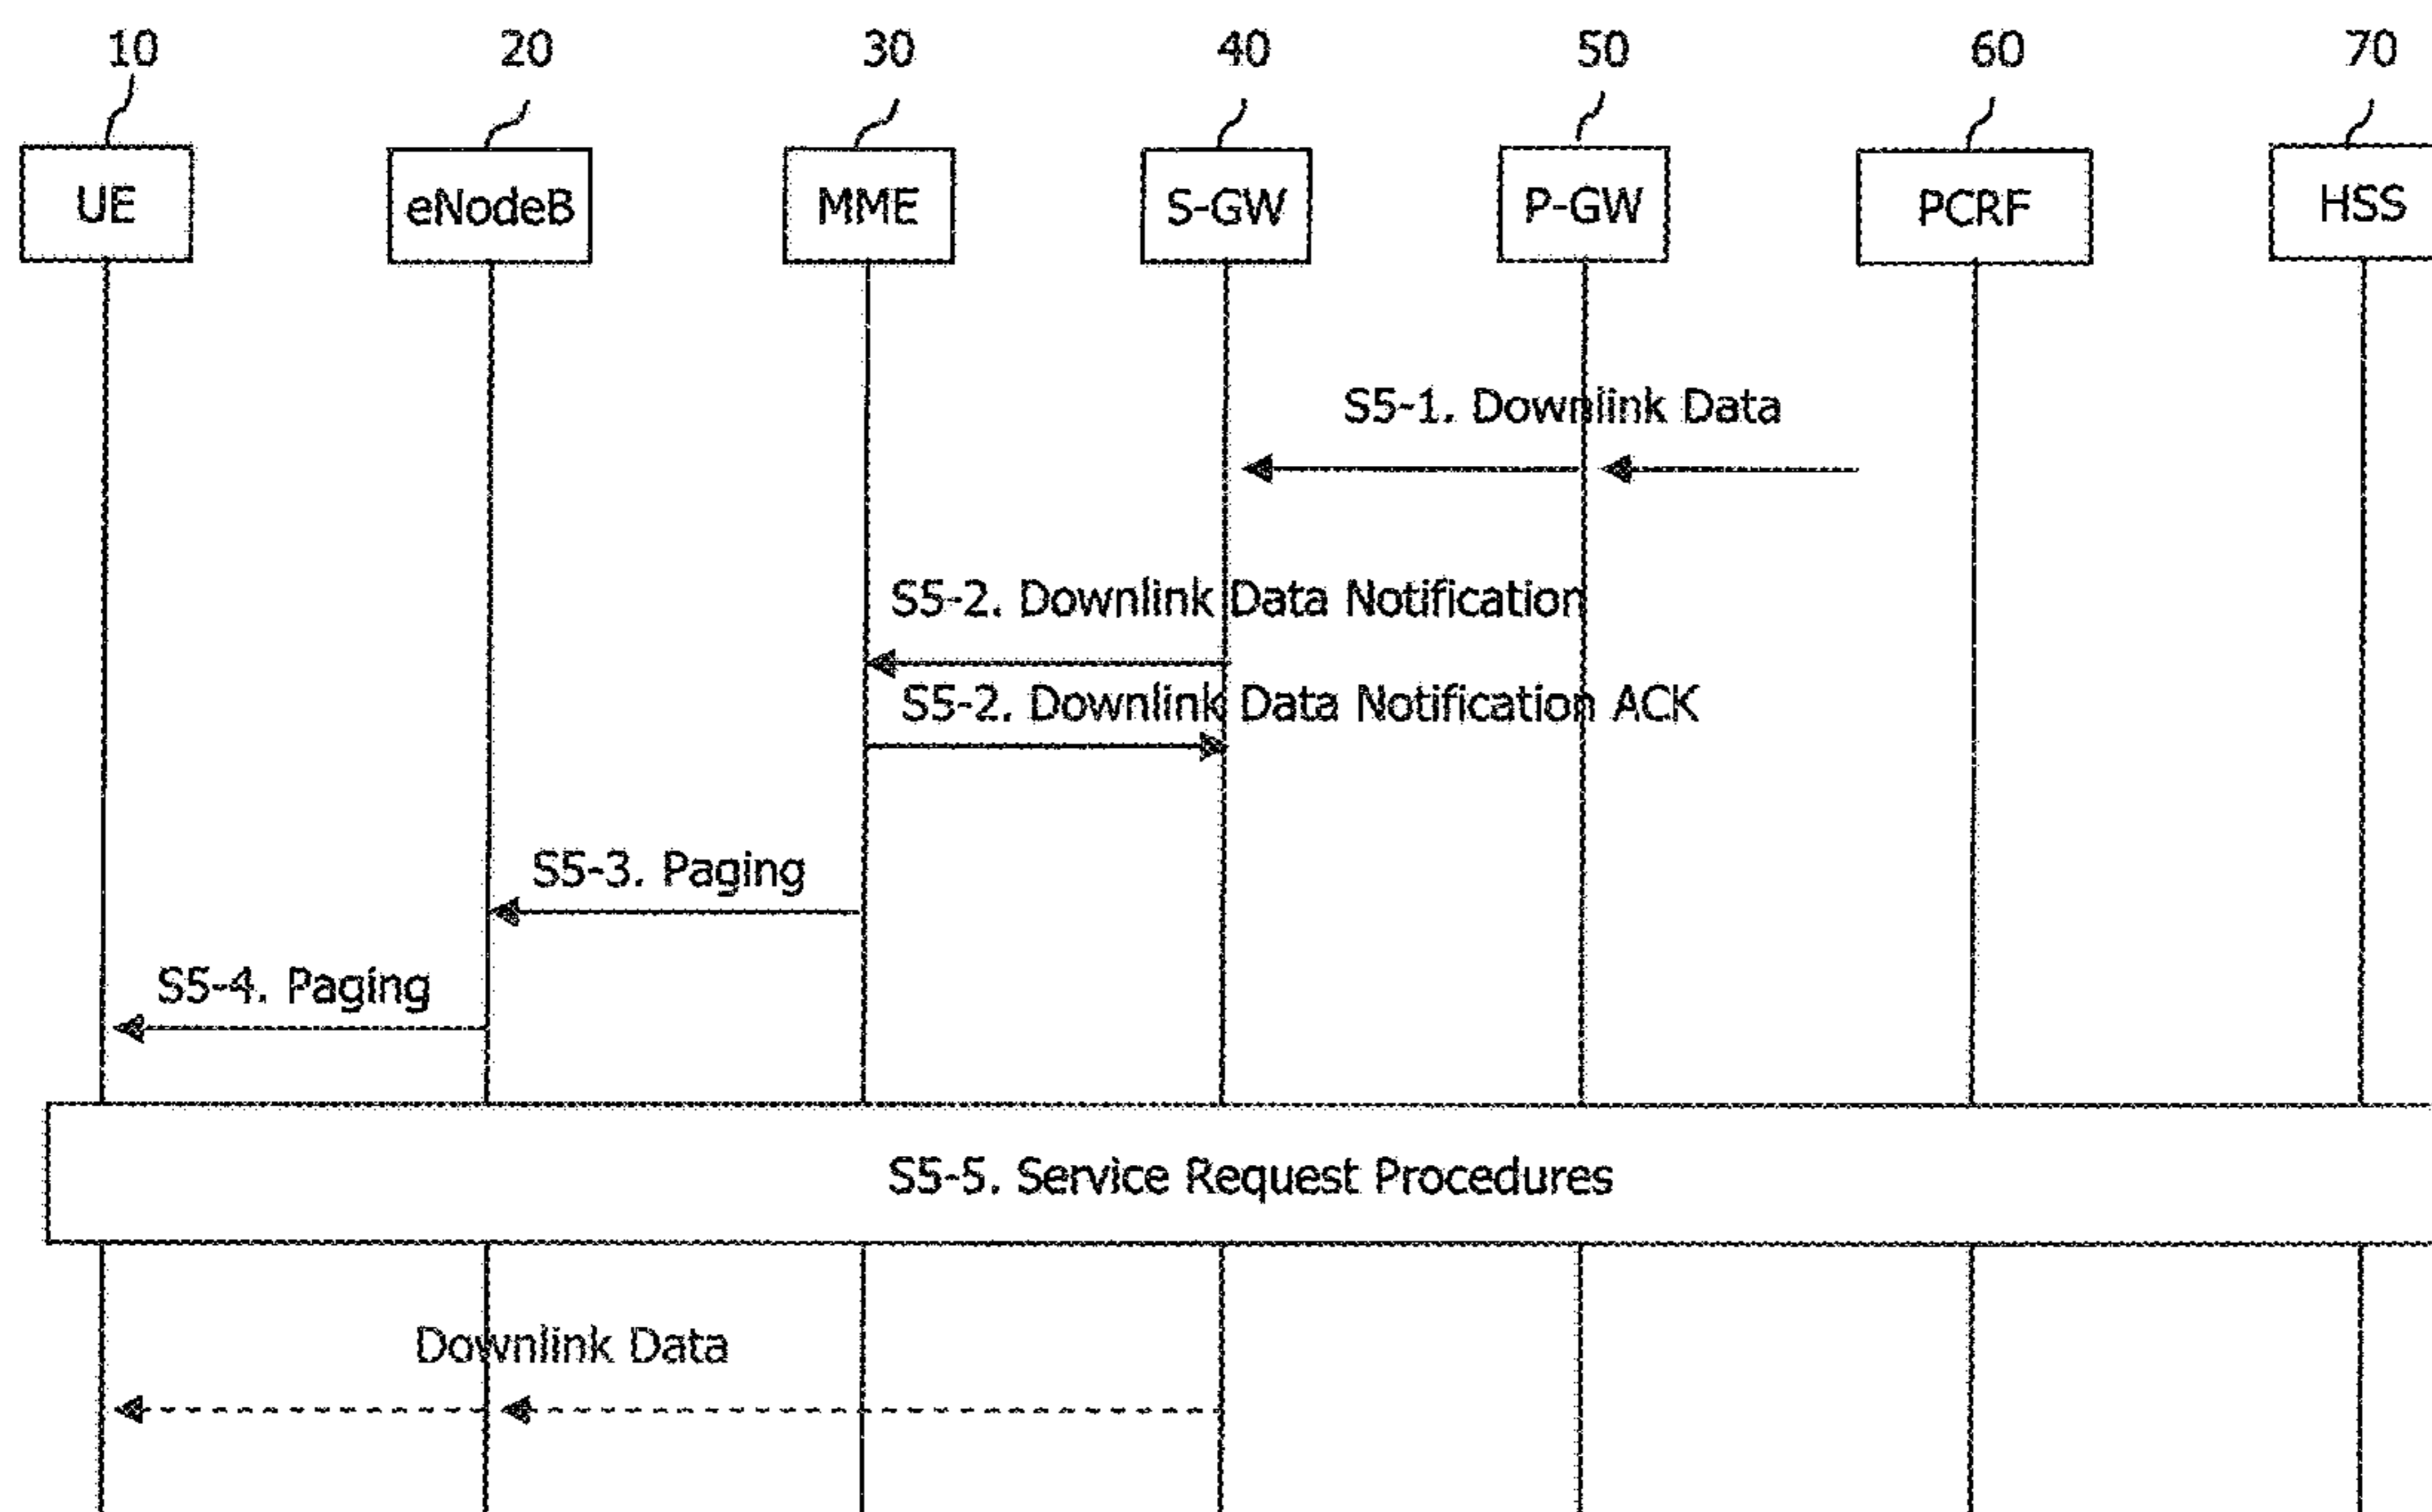 10 20 30 40 50 60 70
UE eNodeB MME S-GW P-GW PCRF HSS
S5-1. Downlink Data
S5-2. Downlink Data Notification
S5-2. Downlink Data Notification ACK
S5-3. Paging
S5-4. Paging
S5-5. Service Request Procedures
Downlink Data